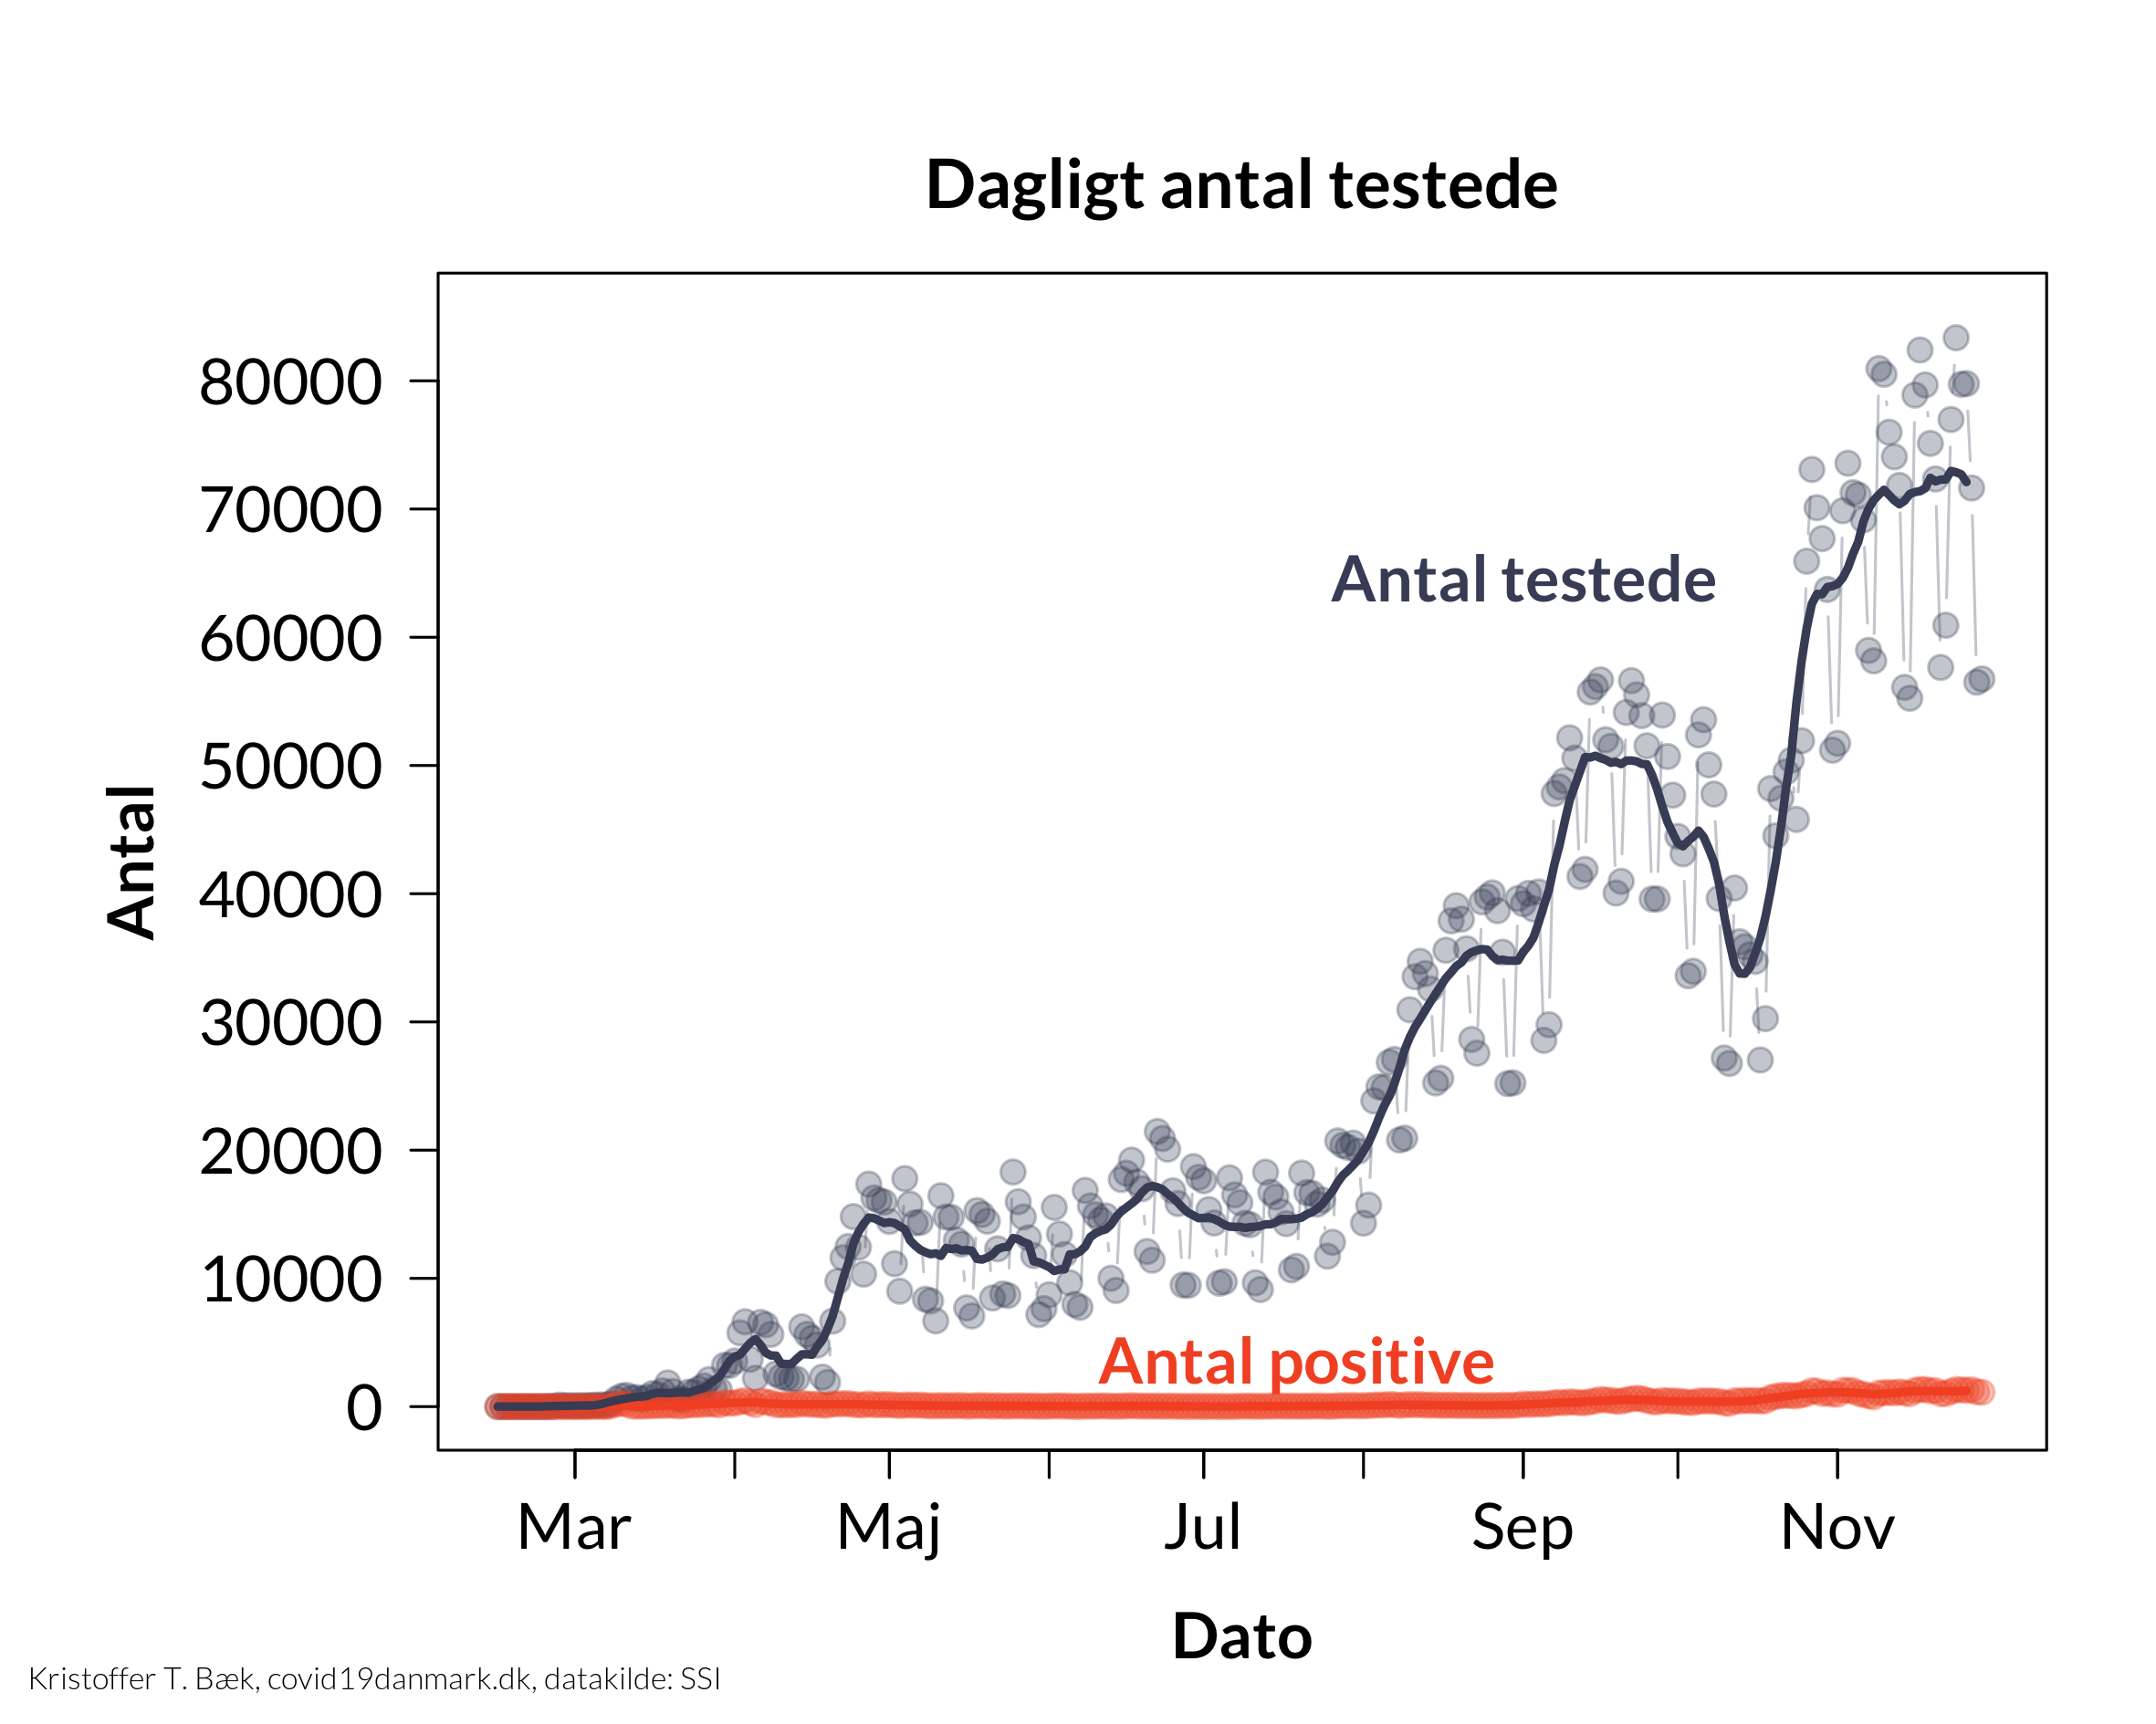 Dagligt antal testede
Antal
80000
70000
60000
50000
40000
30000
20000
10000
0
Antal testede
Antal positive
Mar Maj Jul Sep Nov
Dato
Kristoffer T. Bæk, covid19danmark.dk, datakilde: SSI